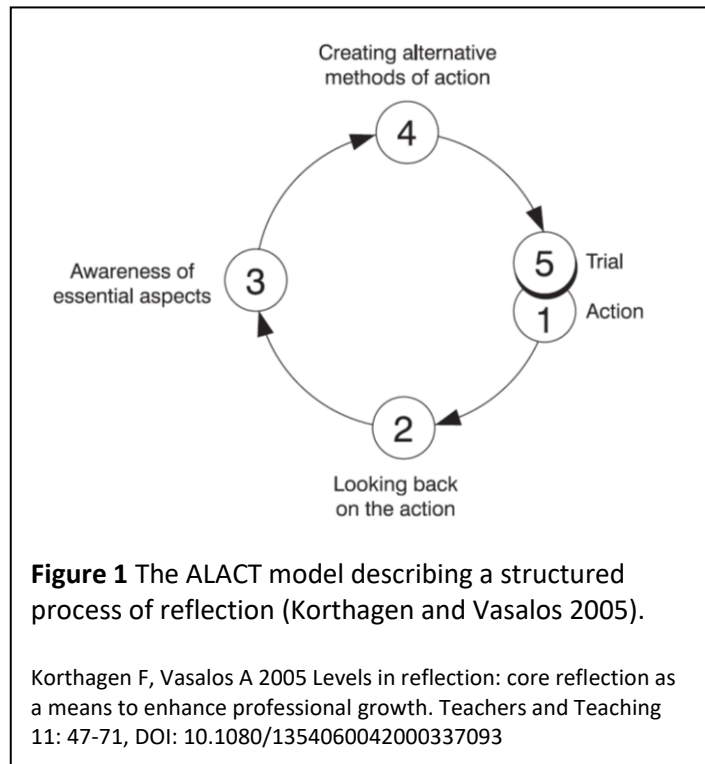 Creating alternative
methods of action
4
5
Trial
1
Action
Awareness of
essential aspects
3
2
Looking back
on the action
Figure 1 The ALACT model describing a structured
process of reflection (Korthagen and Vasalos 2005).
Korthagen F, Vasalos A 2005 Levels in reflection: core reflection as
a means to enhance professional growth. Teachers and Teaching
11: 47-71, DOI: 10.1080/1354060042000337093